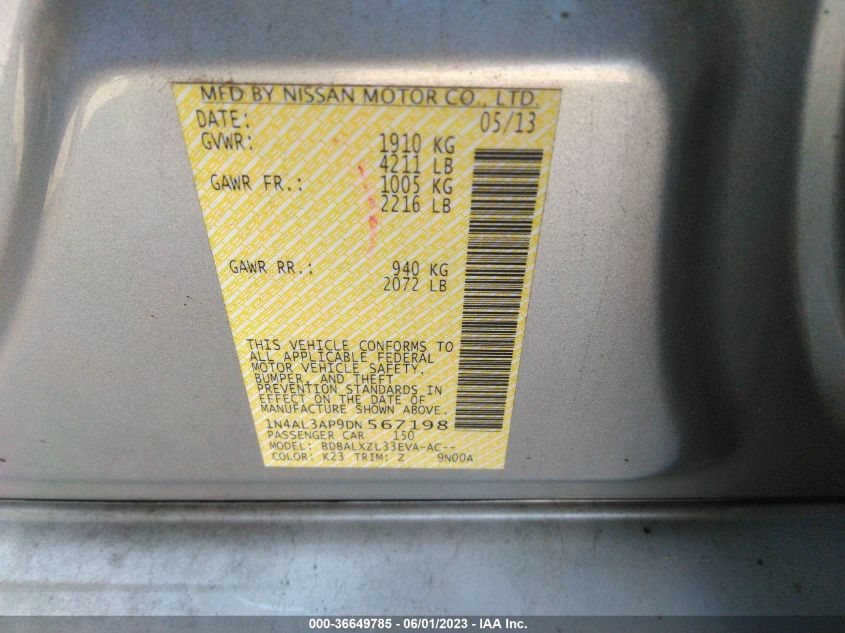 MFD BY NISSAN MOTOR CO., LTD.
DATE: 05/13
GVWR: 1910 KG
4211 LB
GAWR FR.: 1005 KG
2216 LB
GAWR RR.: 940 KG
2072 LB
THIS VEHICLE CONFORMS TO
ALL APPLICABLE FEDERAL
MOTOR VEHICLE SAFETY,
BUMPER, AND THEFT
PREVENTION STANDARDS IN
EFFECT ON THE DATE OF
MANUFACTURE SHOWN ABOVE.
1N4AL3AP9DN567198
PASSENGER CAR 150
MODEL: BDBALXZL33EVA-AC--
COLOR: K23 TRIM: Z 9N00A
000-36649785 - 06/01/2023 - IAA Inc.